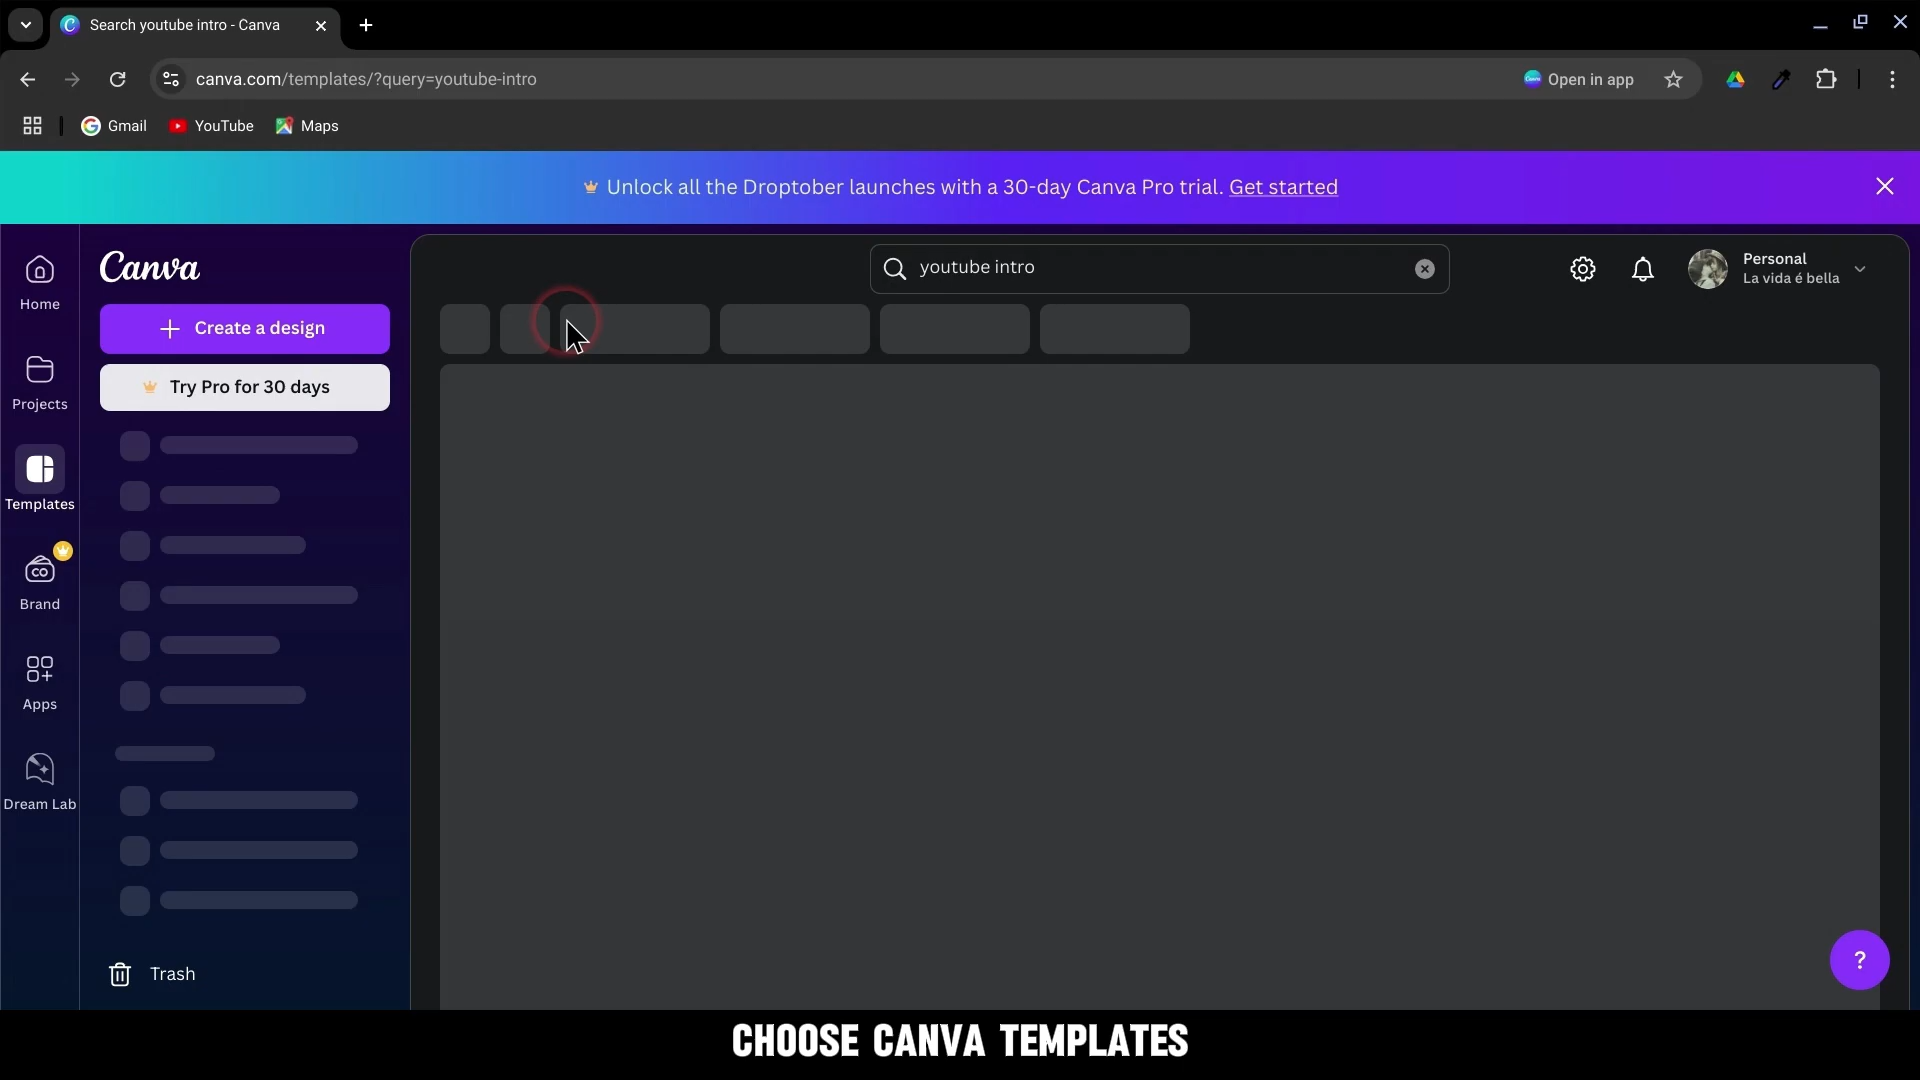 Search youtube intro - Canva
canva.com/templates/?query=youtube-intro
Canva
Open in app
Gmail
YouTube
Maps
Unlock all the Droptober launches with a 30-day Canva Pro trial. Get started
Canva
youtube intro
Personal
La vida é bella
Home
Create a design
Try Pro for 30 days
Projects
Templates
CO
Brand
Apps
Dream Lab
Trash
?
CHOOSE CANVA TEMPLATES